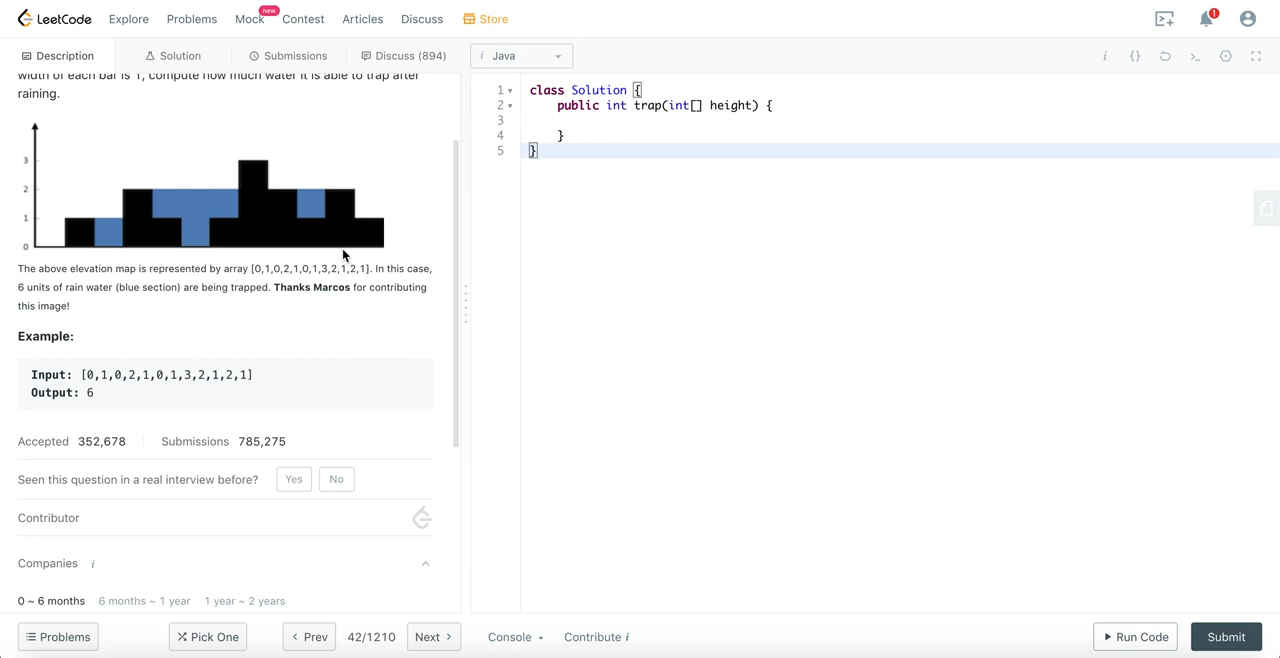 LeetCode Explore Problems Mock new Contest Articles Discuss Store 1
Description Solution Submissions Discuss (894) i Java
width of each bar is 1, compute how much water it is able to trap after
raining.
3
2
1
0
The above elevation map is represented by array [0,1,0,2,1,0,1,3,2,1,2,1]. In this case,
6 units of rain water (blue section) are being trapped. Thanks Marcos for contributing
this image!
Example:
Input: [0,1,0,2,1,0,1,3,2,1,2,1]
Output: 6
Accepted 352,678 Submissions 785,275
Seen this question in a real interview before? Yes No
Contributor
Companies i
0 ~ 6 months 6 months ~ 1 year 1 year ~ 2 years
Problems Pick One Prev 42/1210 Next
i {}
1 class Solution {
2 public int trap(int[] height) {
3
4 }
5 }
Console Contribute i Run Code Submit